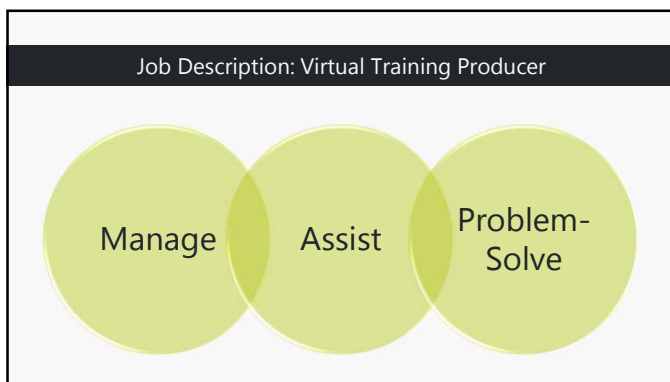 Job Description: Virtual Training Producer
Manage
Assist
Problem-
Solve